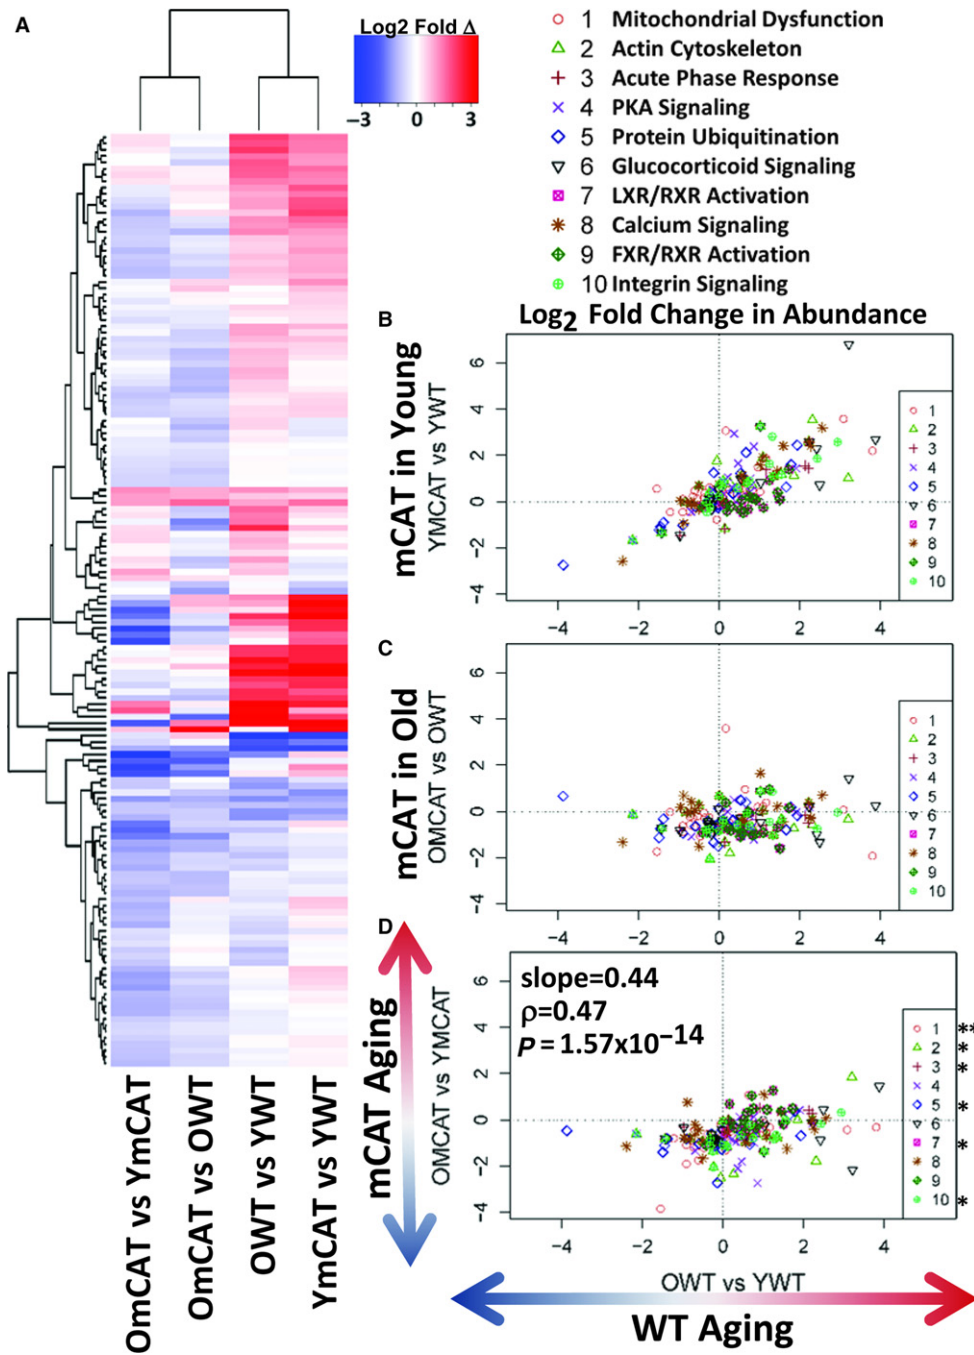 A
Log2 Fold Δ
−3 0 3
1 Mitochondrial Dysfunction
2 Actin Cytoskeleton
3 Acute Phase Response
4 PKA Signaling
5 Protein Ubiquitination
6 Glucocorticoid Signaling
7 LXR/RXR Activation
8 Calcium Signaling
9 FXR/RXR Activation
10 Integrin Signaling
OmCAT vs YmCAT
OmCAT vs OWT
OWT vs YWT
YmCAT vs YWT
B
Log2 Fold Change in Abundance
mCAT in Young
YMCAT vs YWT
6
4
2
0
−2
−4
−4 −2 0 2 4
1
2
3
4
5
6
7
8
9
10
C
mCAT in Old
OMCAT vs OWT
6
4
2
0
−2
−4
−4 −2 0 2 4
1
2
3
4
5
6
7
8
9
10
D
mCAT Aging
OMCAT vs YMCAT
slope=0.44
ρ=0.47
P = 1.57x10−14
6
4
2
0
−2
−4
−4 −2 0 2 4
1 **
2 *
3 *
4
5 *
6
7 *
8
9
10 *
OWT vs YWT
WT Aging